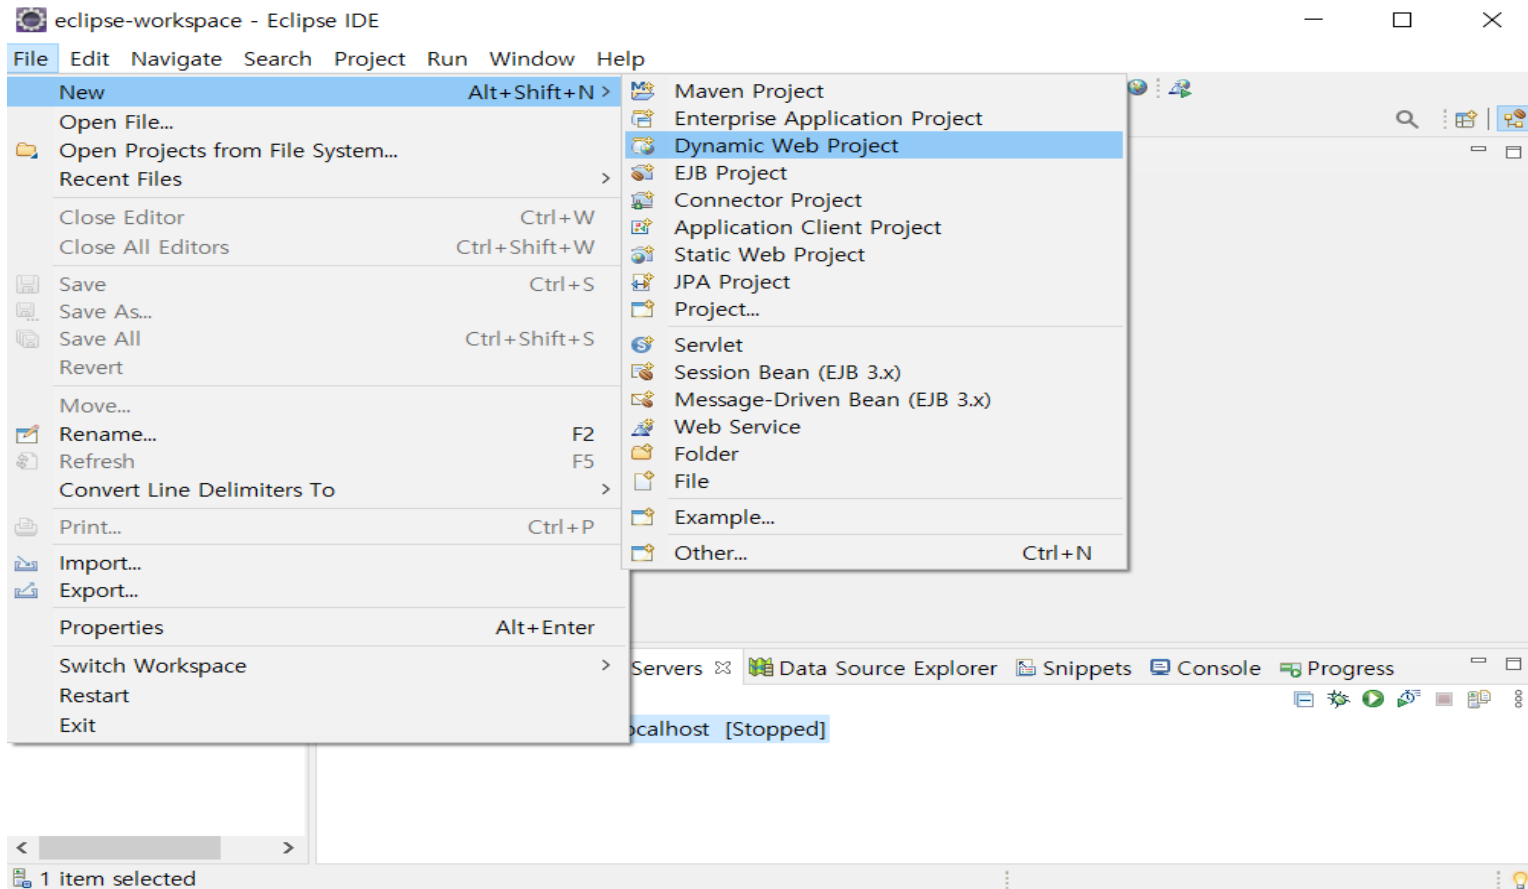 eclipse-workspace - Eclipse IDE
File Edit Navigate Search Project Run Window Help
New Alt+Shift+N >
Open File...
Open Projects from File System...
Recent Files >
Close Editor Ctrl+W
Close All Editors Ctrl+Shift+W
Save Ctrl+S
Save As...
Save All Ctrl+Shift+S
Revert
Move...
Rename... F2
Refresh F5
Convert Line Delimiters To >
Print... Ctrl+P
Import...
Export...
Properties Alt+Enter
Switch Workspace >
Restart
Exit
Maven Project
Enterprise Application Project
Dynamic Web Project
EJB Project
Connector Project
Application Client Project
Static Web Project
JPA Project
Project...
Servlet
Session Bean (EJB 3.x)
Message-Driven Bean (EJB 3.x)
Web Service
Folder
File
Example...
Other... Ctrl+N
Servers Data Source Explorer Snippets Console Progress
ocalhost [Stopped]
1 item selected